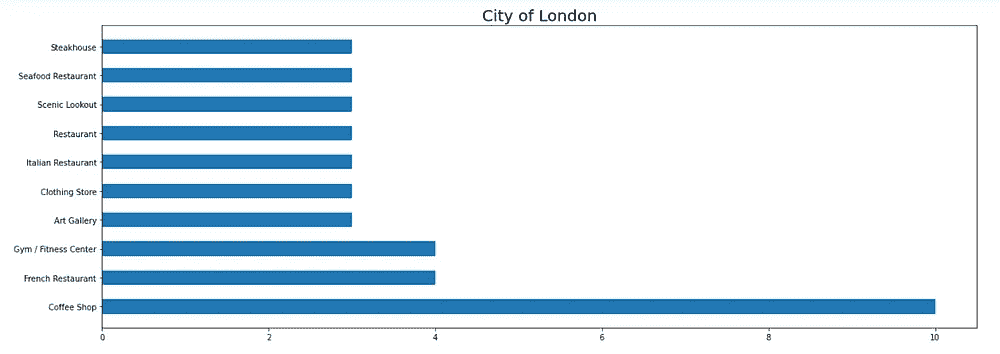 City of London
Steakhouse
Seafood Restaurant
Scenic Lookout
Restaurant
Italian Restaurant
Clothing Store
Art Gallery
Gym / Fitness Center
French Restaurant
Coffee Shop
0 2 4 6 8 10